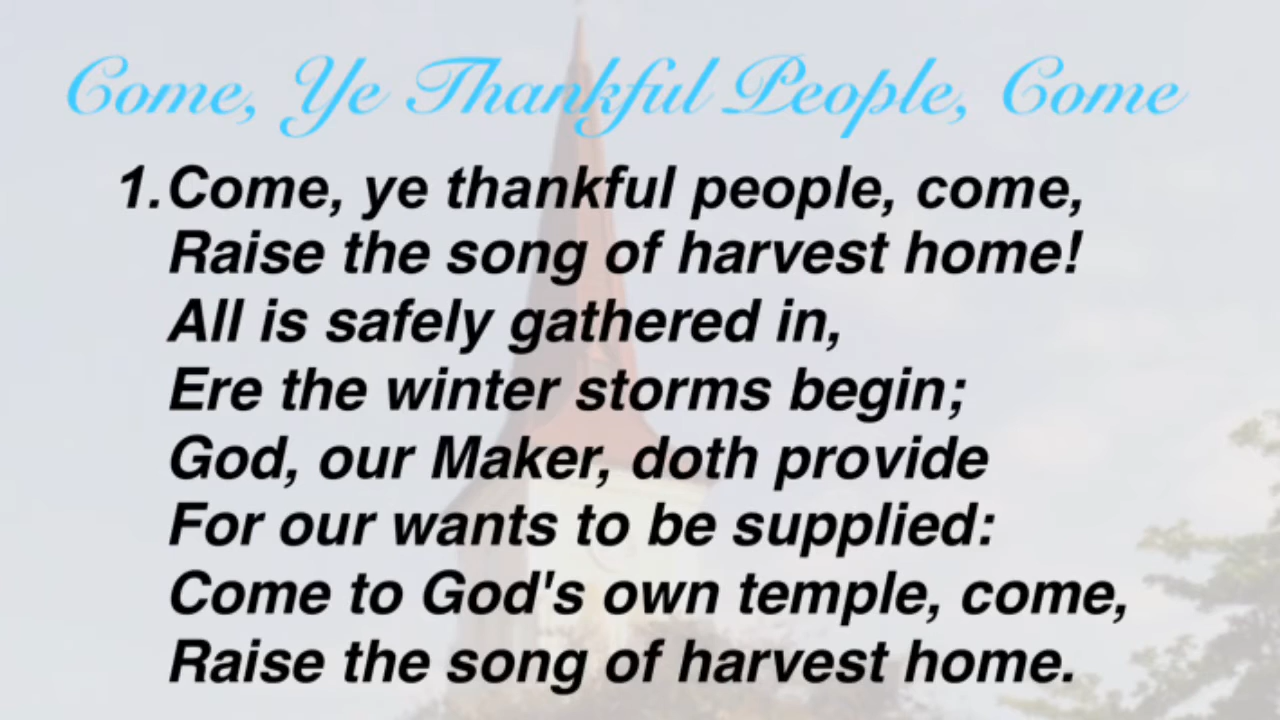 Come, Ye Thankful People, Come
1. Come, ye thankful people, come,
Raise the song of harvest home!
All is safely gathered in,
Ere the winter storms begin;
God, our Maker, doth provide
For our wants to be supplied:
Come to God's own temple, come,
Raise the song of harvest home.